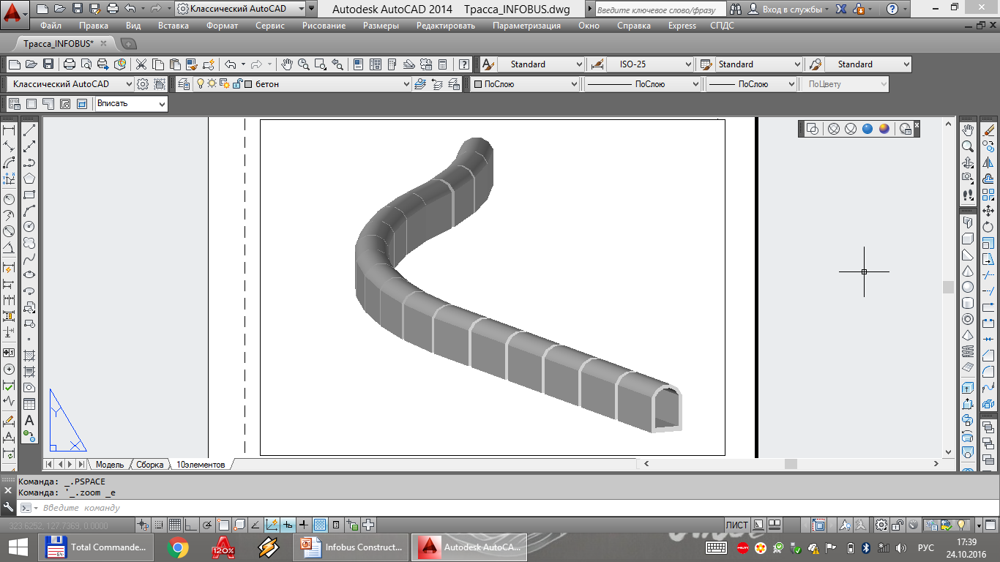 Классический AutoCAD
Autodesk AutoCAD 2014 Трасса_INFOBUS.dwg
Введите ключевое слово/фразу
Вход в службы
Файл Правка Вид Вставка Формат Сервис Рисование Размеры Редактировать Параметризация Окно Справка Express СПДС
Трасса_INFOBUS*
Standard ISO-25 Standard Standard
Классический AutoCAD бетон ПоСлою ПоСлою ПоСлою ПоЦвету
Вписать
Y
X
Модель Сборка 10элементов
Команда: _.PSPACE
Команда: '_.zoom _e
Введите команду
323.6252, 127.7369, 0.0000 ЛИСТ
Total Commande... 120% Infobus Construct... Autodesk AutoCA... РУС 17:39
24.10.2016